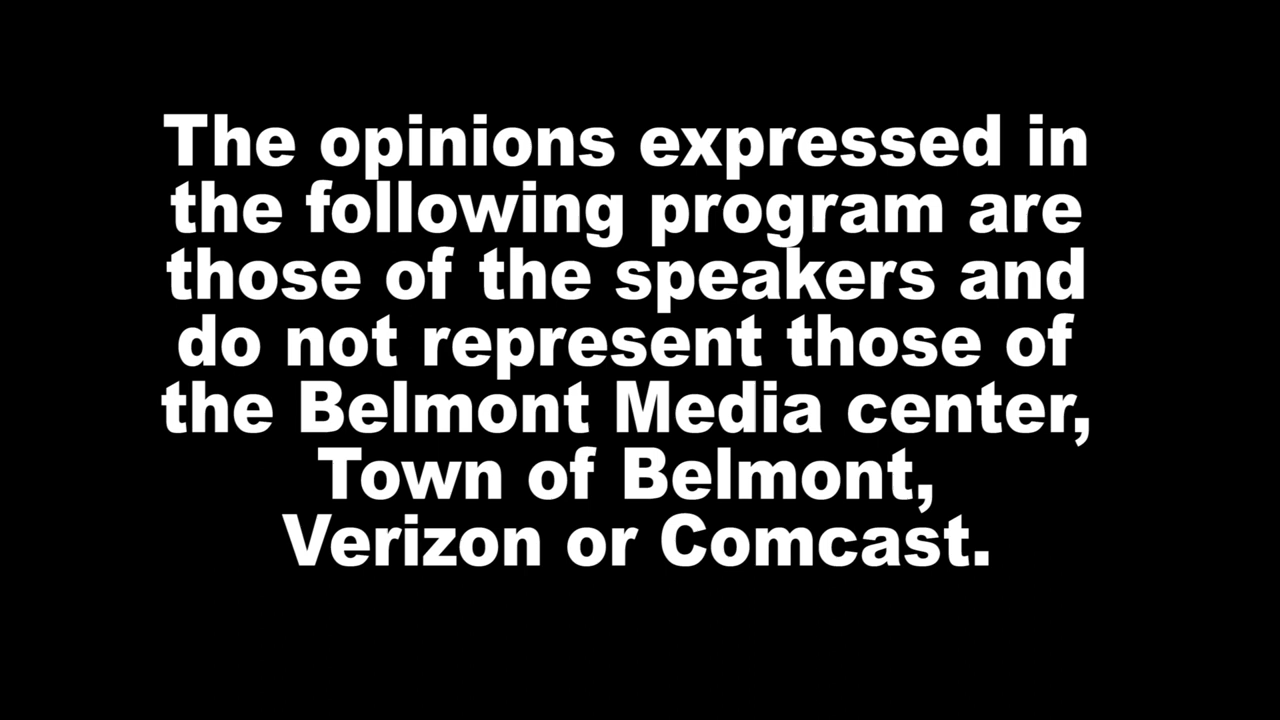 The opinions expressed in
the following program are
those of the speakers and
do not represent those of
the Belmont Media center,
Town of Belmont,
Verizon or Comcast.